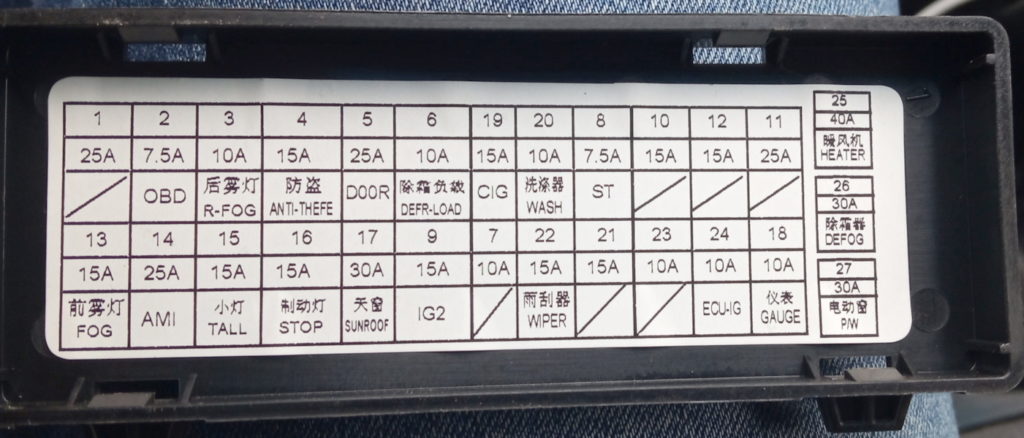 1 2 3 4 5 6 19 20 8 10 12 11
25A 7.5A 10A 15A 25A 10A 15A 10A 7.5A 15A 15A 25A
OBD 后雾灯 R-FOG 防盗 ANTI-THEFE DOOR 除霜负载 DEFR-LOAD CIG 洗涤器 WASH ST
13 14 15 16 17 9 7 22 21 23 24 18
15A 25A 15A 15A 30A 15A 10A 15A 15A 10A 10A 10A
前雾灯 FOG AMI 小灯 TALL 制动灯 STOP 天窗 SUNROOF IG2 雨刮器 WIPER ECU-IG 仪表 GAUGE
25
40A
暖风机
HEATER
26
30A
除霜器
DEFOG
27
30A
电动窗
P/W